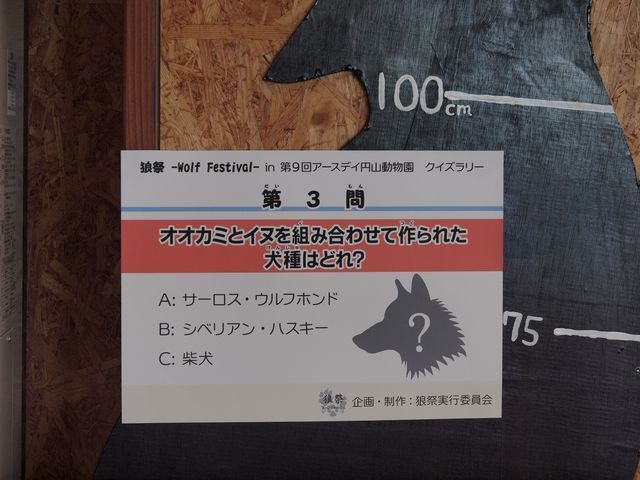 100cm
狼祭 -Wolf Festival- in 第9回アースデイ円山動物園 クイズラリー
第 3 問
オオカミとイヌを組み合わせて作られた
犬種はどれ?
A: サーロス・ウルフホンド
B: シベリアン・ハスキー
C: 柴犬
?
75
狼祭 企画・制作:狼祭実行委員会